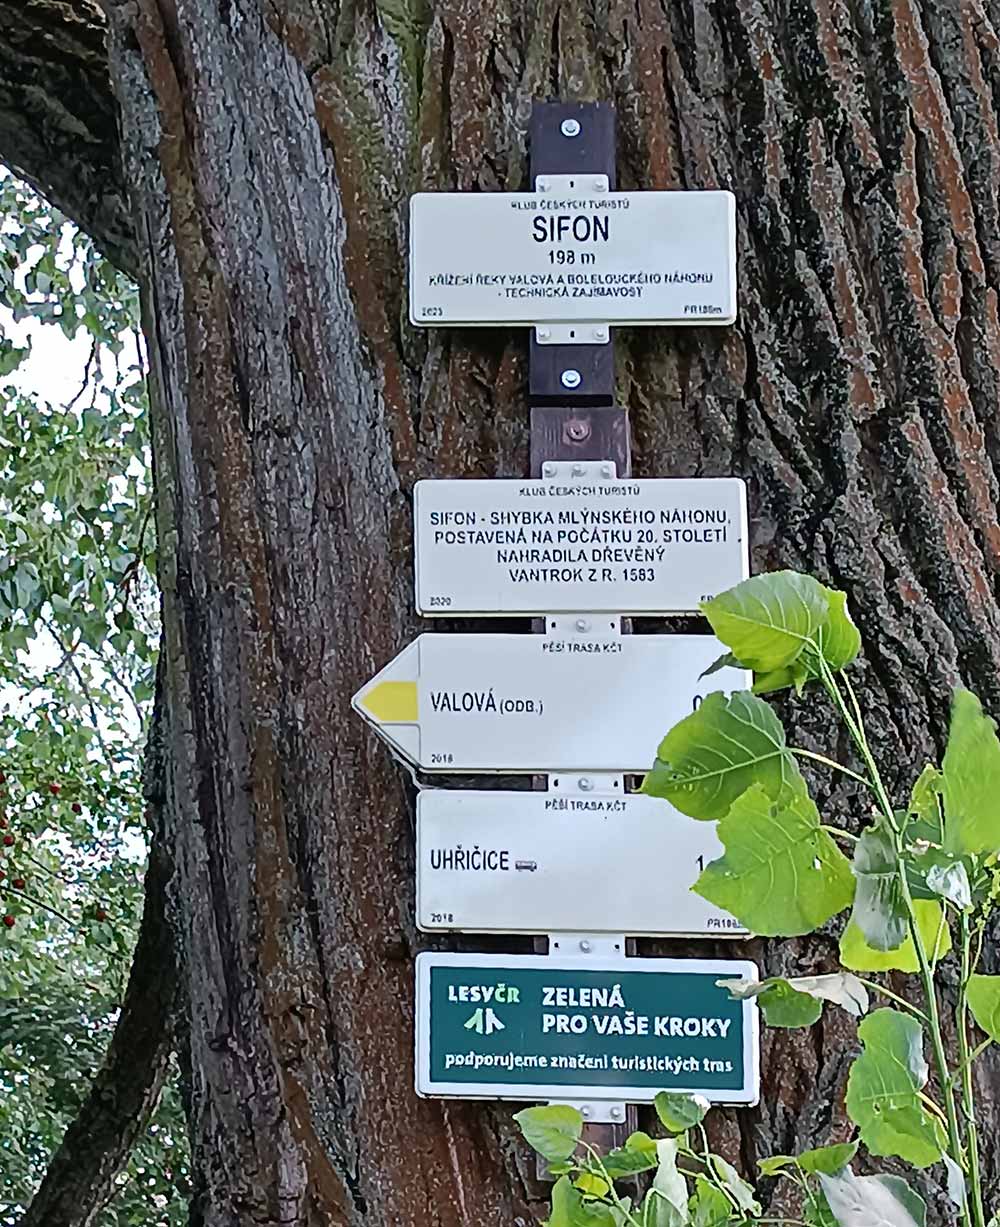 KLUB ČESKÝCH TURISTŮ
SIFON
198 m
KŘÍŽENÍ ŘEKY VALOVÁ A BOLELOUCKÉHO NÁHONU
- TECHNICKÁ ZAJÍMAVOST
2023
KLUB ČESKÝCH TURISTŮ
SIFON - SHYBKA MLÝNSKÉHO NÁHONU,
POSTAVENÁ NA POČÁTKU 20. STOLETÍ
NAHRADILA DŘEVĚNÝ
VANTROK Z R. 1583
2020
PĚŠÍ TRASA KČT
VALOVÁ (ODB.)
2018
PĚŠÍ TRASA KČT
UHŘIČICE
2018
LESY ČR
ZELENÁ
PRO VAŠE KROKY
podporujeme značení turistických tras